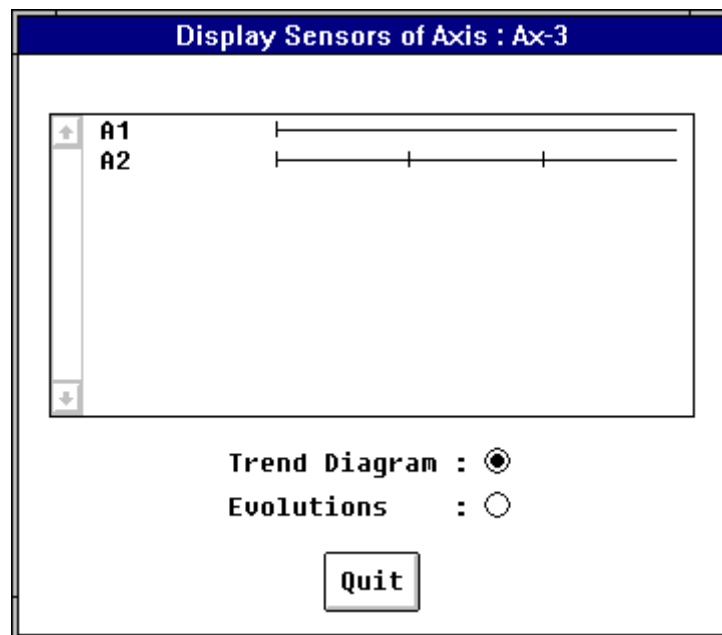 Display Sensors of Axis : Ax-3
A1
A2
Trend Diagram :
Evolutions :
Quit